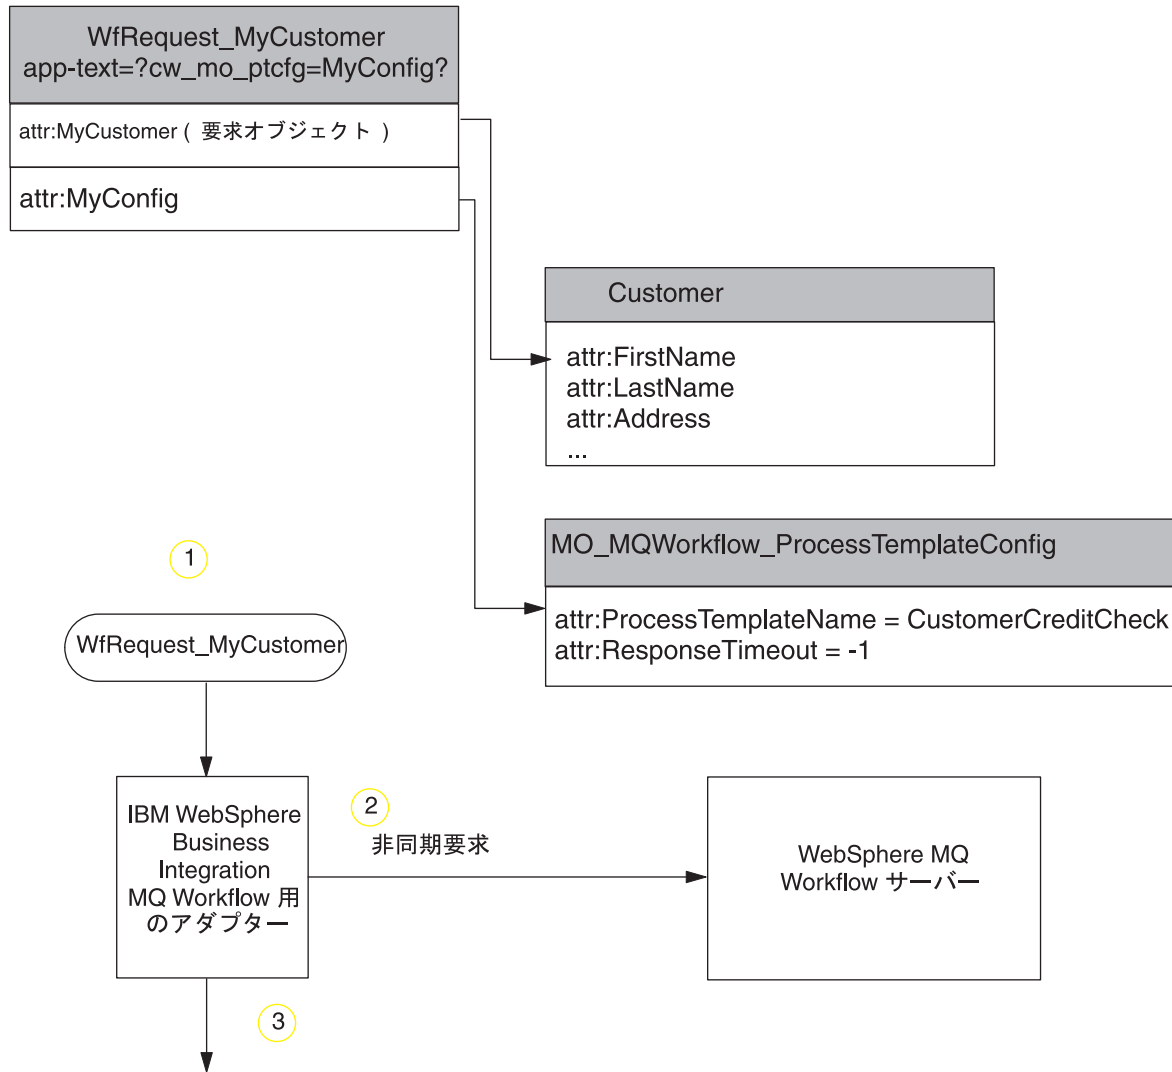 WfRequest_MyCustomer
app-text=?cw_mo_ptcfg=MyConfig?
attr:MyCustomer ( 要求オブジェクト )
attr:MyConfig
Customer
attr:FirstName
attr:LastName
attr:Address
...
MO_MQWorkflow_ProcessTemplateConfig
attr:ProcessTemplateName = CustomerCreditCheck
attr:ResponseTimeout = -1
1
WfRequest_MyCustomer
IBM WebSphere
Business
Integration
MQ Workflow 用
のアダプター
2
非同期要求
WebSphere MQ
Workflow サーバー
3